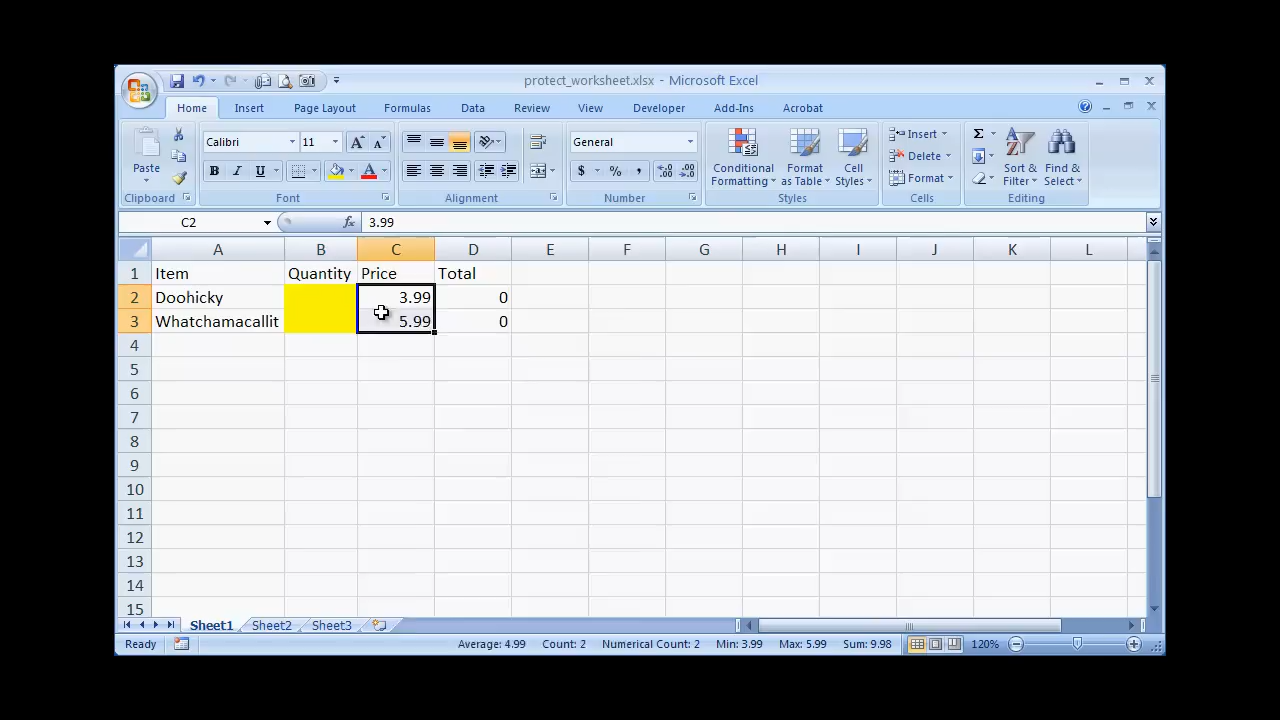 protect_worksheet.xlsx - Microsoft Excel
Home Insert Page Layout Formulas Data Review View Developer Add-Ins Acrobat
Paste
Clipboard
Calibri 11
B I U
Font
Alignment
General
$ % ,
Number
Conditional Formatting
Format as Table
Cell Styles
Styles
Insert
Delete
Format
Cells
Sort & Filter
Find & Select
Editing
C2 fx 3.99
A B C D E F G H I J K L
1 Item Quantity Price Total
2 Doohicky 3.99 0
3 Whatchamacallit 5.99 0
4
5
6
7
8
9
10
11
12
13
14
15
Sheet1 Sheet2 Sheet3
Ready Average: 4.99 Count: 2 Numerical Count: 2 Min: 3.99 Max: 5.99 Sum: 9.98 120%